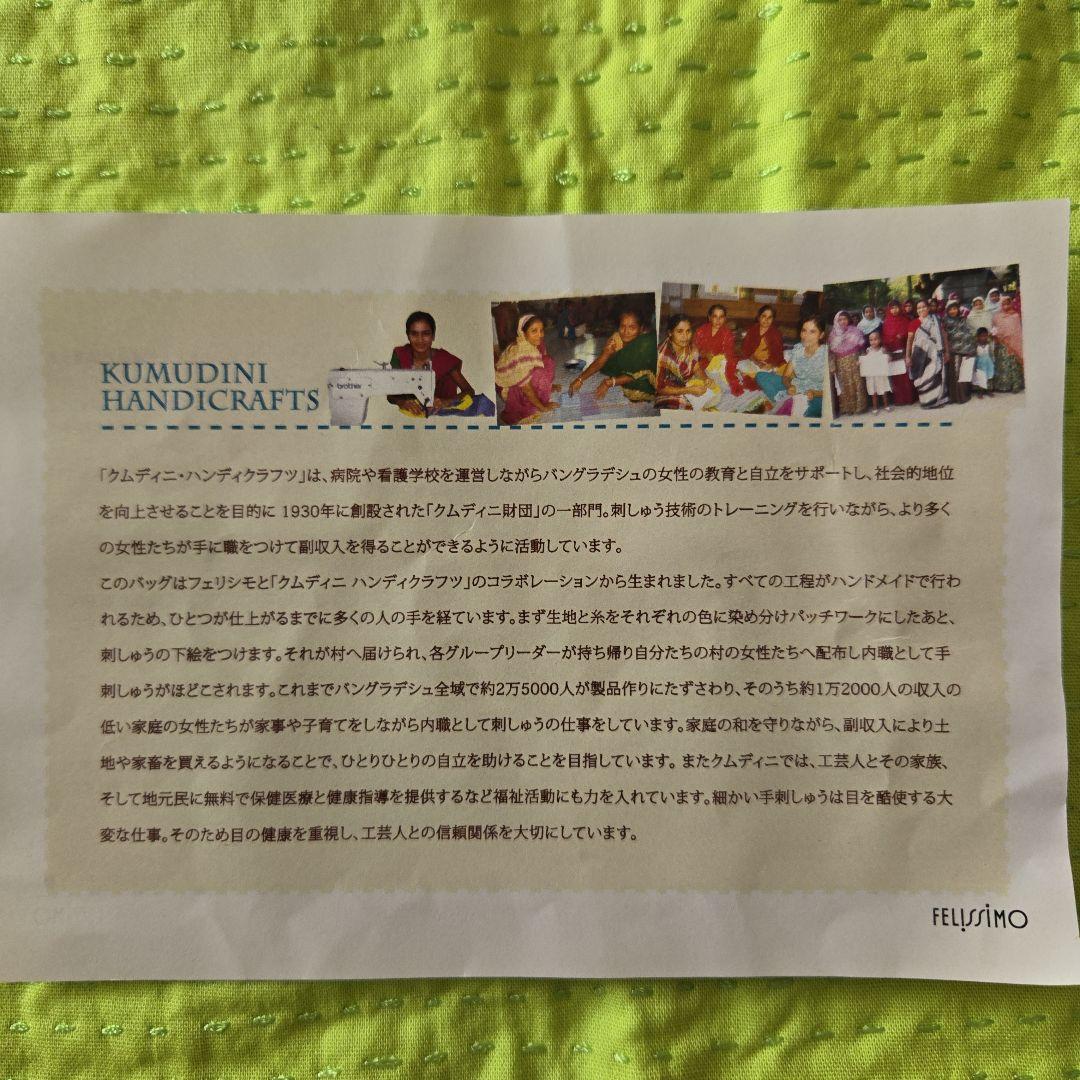 KUMUDINI
HANDICRAFTS
brother
「クムディニ・ハンディクラフツ」は、病院や看護学校を運営しながらバングラデシュの女性の教育と自立をサポートし、社会的地位
を向上させることを目的に 1930年に創設された「クムディニ財団」の一部門。刺しゅう技術のトレーニングを行いながら、より多く
の女性たちが手に職をつけて副収入を得ることができるように活動しています。
このバッグはフェリシモと「クムディニ ハンディクラフツ」のコラボレーションから生まれました。すべての工程がハンドメイドで行わ
れるため、ひとつが仕上がるまでに多くの人の手を経ています。まず生地と糸をそれぞれの色に染め分けパッチワークにしたあと、
刺しゅうの下絵をつけます。それが村へ届けられ、各グループリーダーが持ち帰り自分たちの村の女性たちへ配布し内職として手
刺しゅうがほどこされます。これまでバングラデシュ全域で約2万5000人が製品作りにたずさわり、そのうち約1万2000人の収入の
低い家庭の女性たちが家事や子育てをしながら内職として刺しゅうの仕事をしています。家庭の和を守りながら、副収入により土
地や家畜を買えるようになることで、ひとりひとりの自立を助けることを目指しています。またクムディニでは、工芸人とその家族、
そして地元民に無料で保健医療と健康指導を提供するなど福祉活動にも力を入れています。細かい手刺しゅうは目を酷使する大
変な仕事。そのため目の健康を重視し、工芸人との信頼関係を大切にしています。
FELISSIMO